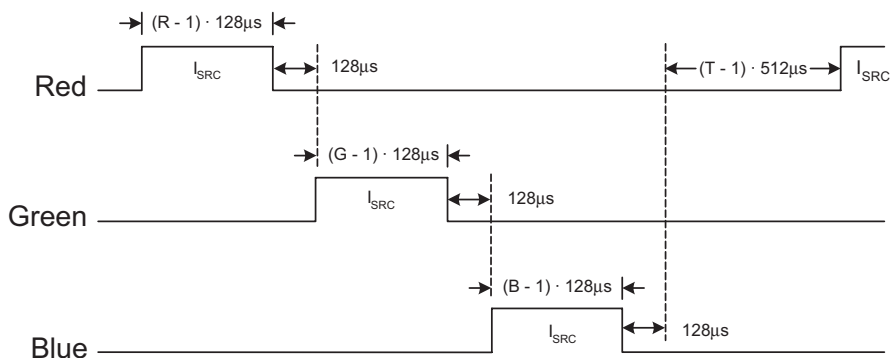 (R - 1) · 128μs
Red
I_SRC
128μs
(T - 1) · 512μs
I_SRC
(G - 1) · 128μs
Green
I_SRC
128μs
(B - 1) · 128μs
Blue
I_SRC
128μs